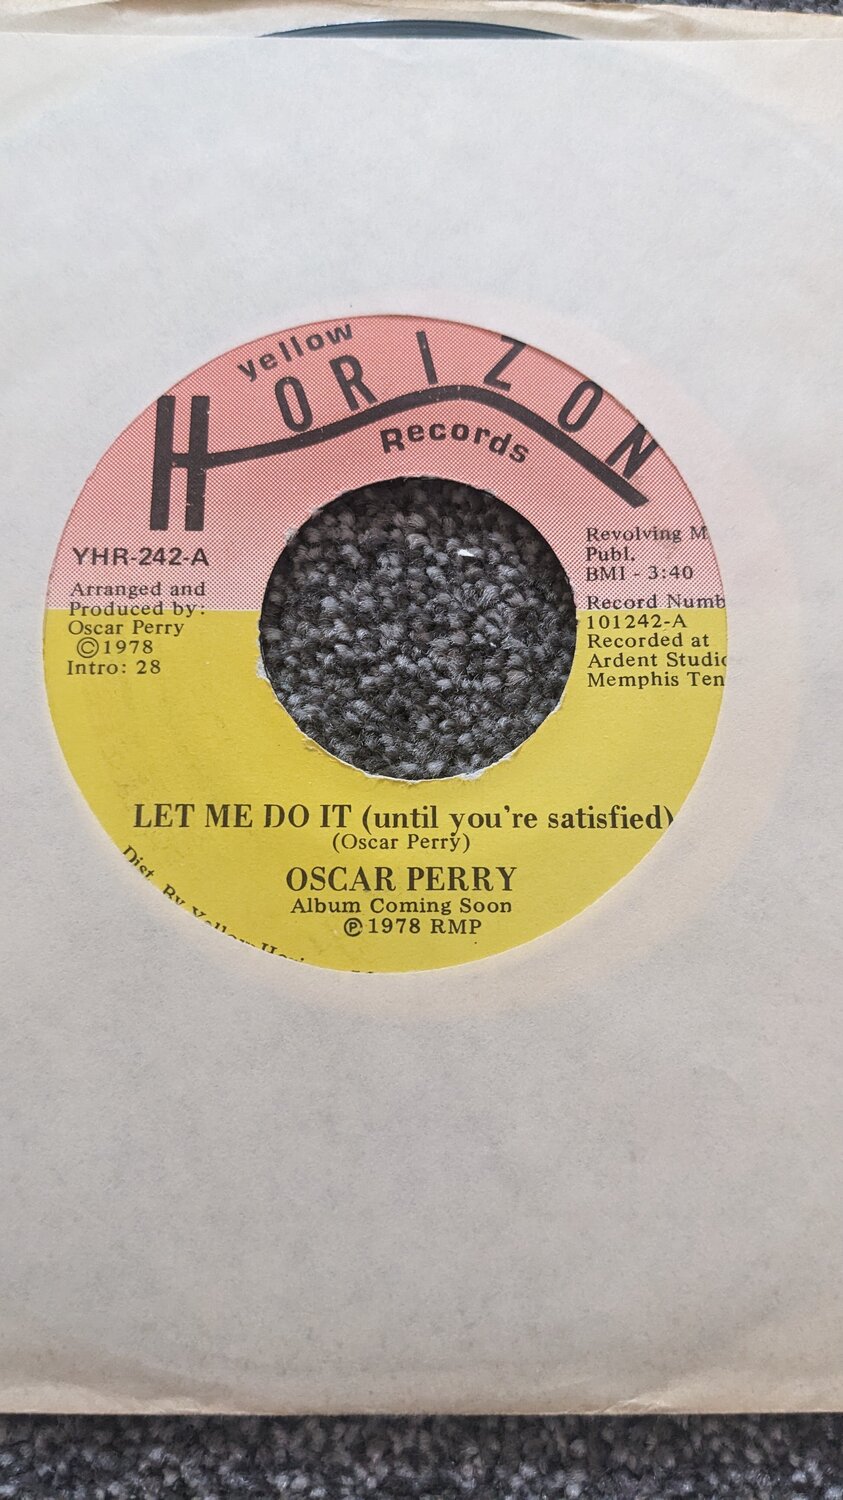 yellow
HORIZON
Records
YHR-242-A
Arranged and
Produced by:
Oscar Perry
©1978
Intro: 28
Revolving M
Publ.
BMI - 3:40
Record Numb
101242-A
Recorded at
Ardent Studio
Memphis Ten
LET ME DO IT (until you're satisfied)
(Oscar Perry)
OSCAR PERRY
Album Coming Soon
℗ 1978 RMP
Dist. By Yellow